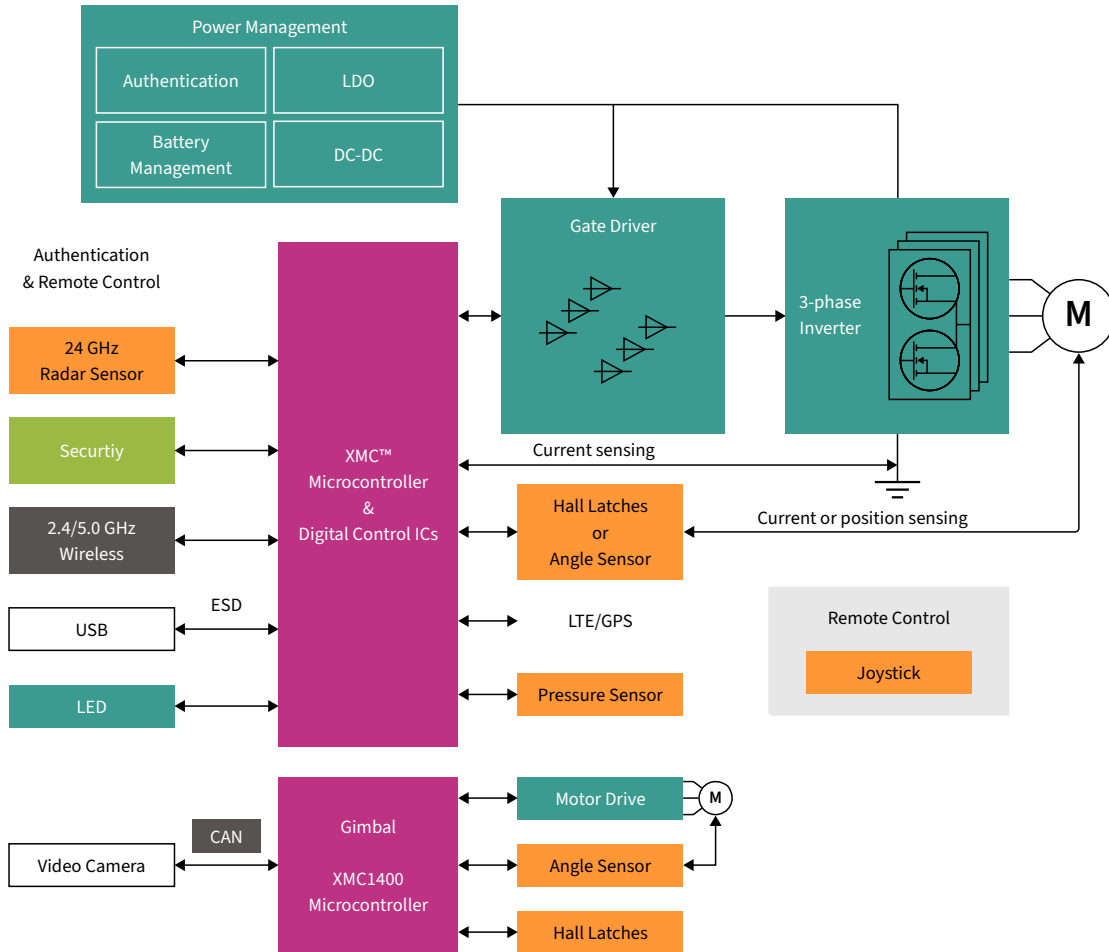 Power Management
Authentication
LDO
Battery
Management
DC-DC
Authentication
& Remote Control
Gate Driver
3-phase
Inverter
M
24 GHz
Radar Sensor
Securtiy
2.4/5.0 GHz
Wireless
ESD
USB
LED
XMC™
Microcontroller
&
Digital Control ICs
Current sensing
Hall Latches
or
Angle Sensor
Current or position sensing
LTE/GPS
Pressure Sensor
Remote Control
Joystick
CAN
Video Camera
Gimbal
XMC1400
Microcontroller
Motor Drive
M
Angle Sensor
Hall Latches